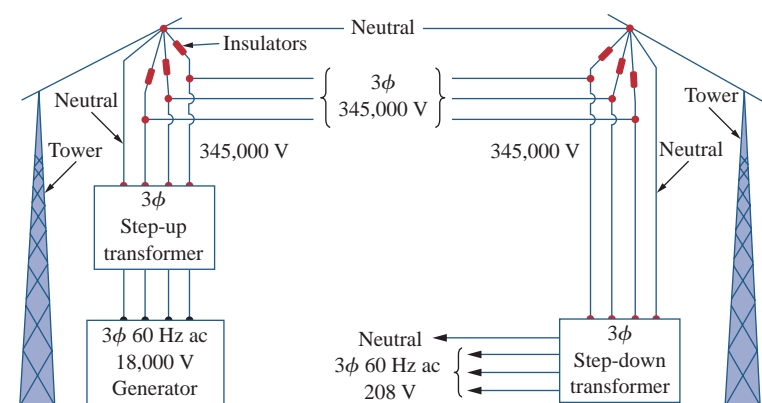 Neutral
Insulators
3ϕ
345,000 V
Neutral
Tower
345,000 V
345,000 V
Tower
Neutral
3ϕ
Step-up
transformer
3ϕ 60 Hz ac
18,000 V
Generator
Neutral
3ϕ 60 Hz ac
208 V
3ϕ
Step-down
transformer